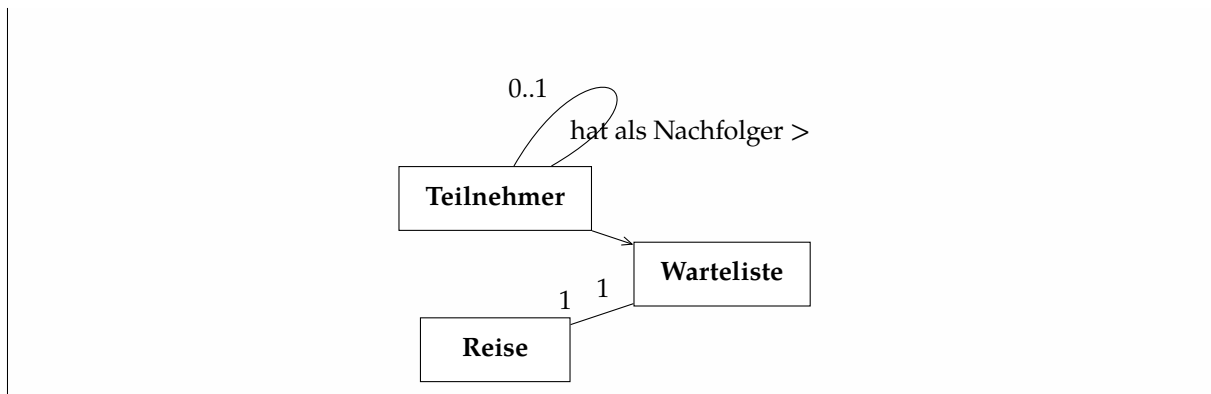 0..1
hat als Nachfolger >
Teilnehmer
Warteliste
1
1
Reise